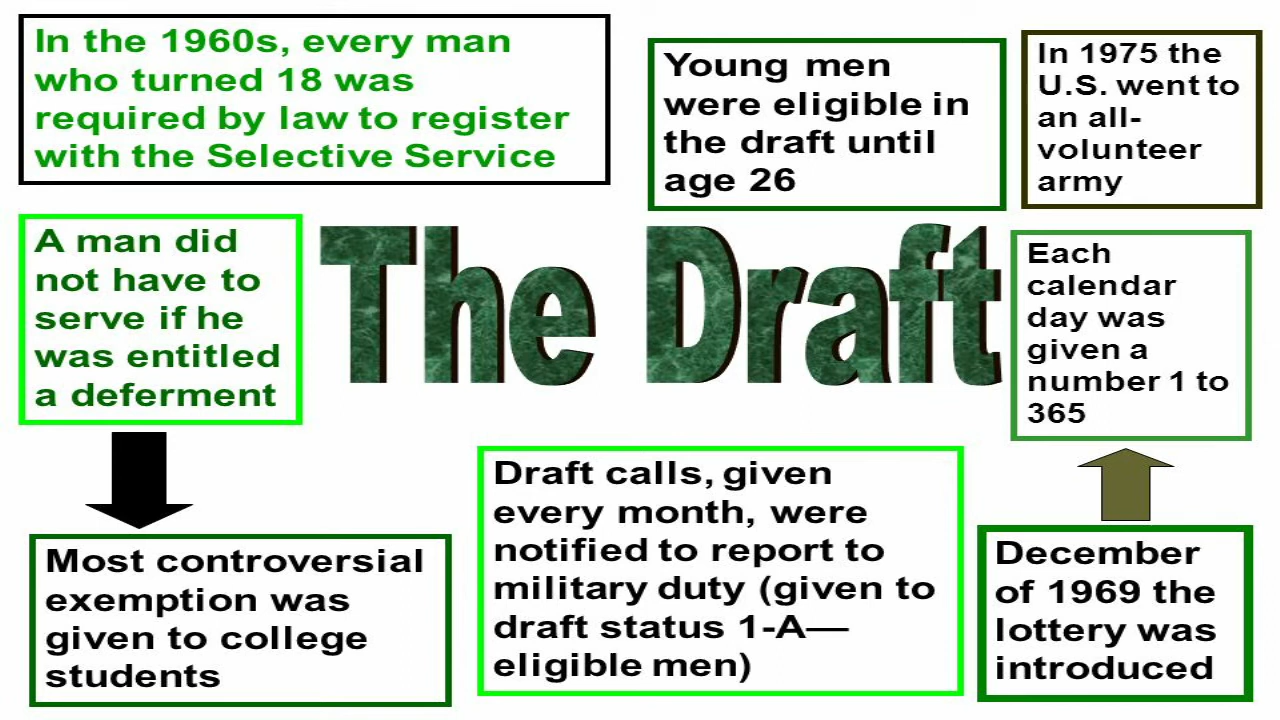 In the 1960s, every man
who turned 18 was
required by law to register
with the Selective Service
Young men
were eligible in
the draft until
age 26
In 1975 the
U.S. went to
an all-
volunteer
army
A man did
not have to
serve if he
was entitled
a deferment
The Draft
Each
calendar
day was
given a
number 1 to
365
Most controversial
exemption was
given to college
students
Draft calls, given
every month, were
notified to report to
military duty (given to
draft status 1-A—
eligible men)
December
of 1969 the
lottery was
introduced